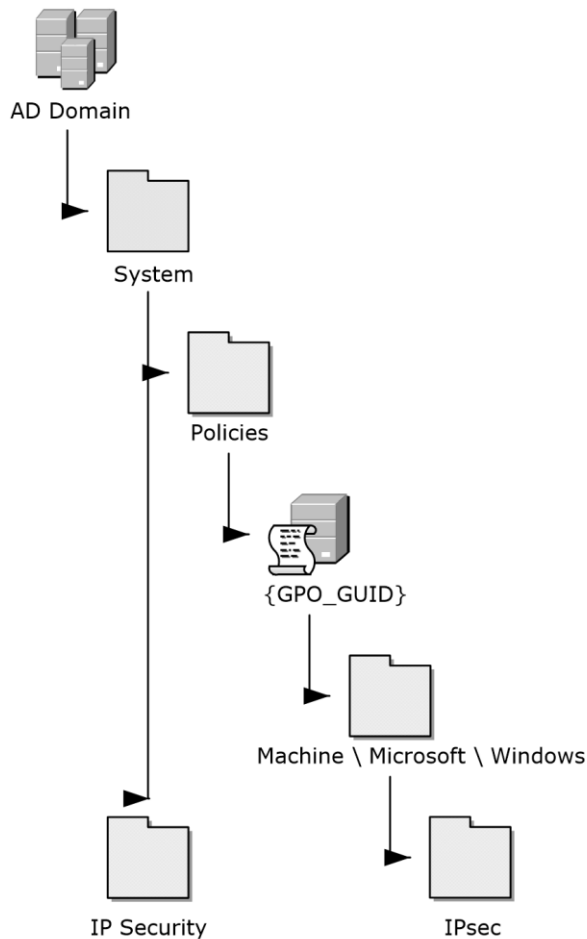 AD Domain
System
Policies
{GPO_GUID}
Machine \ Microsoft \ Windows
IP Security
IPsec